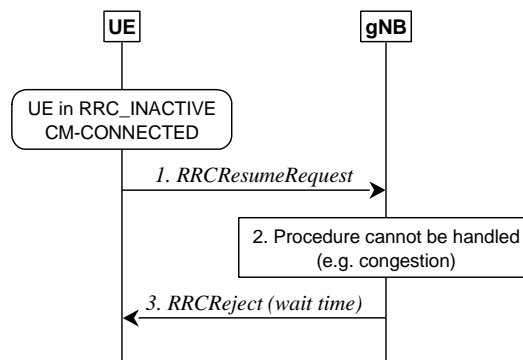 UE
gNB
UE in RRC_INACTIVE
CM-CONNECTED
1. RRCResumeRequest
2. Procedure cannot be handled
(e.g. congestion)
3. RRCReject (wait time)